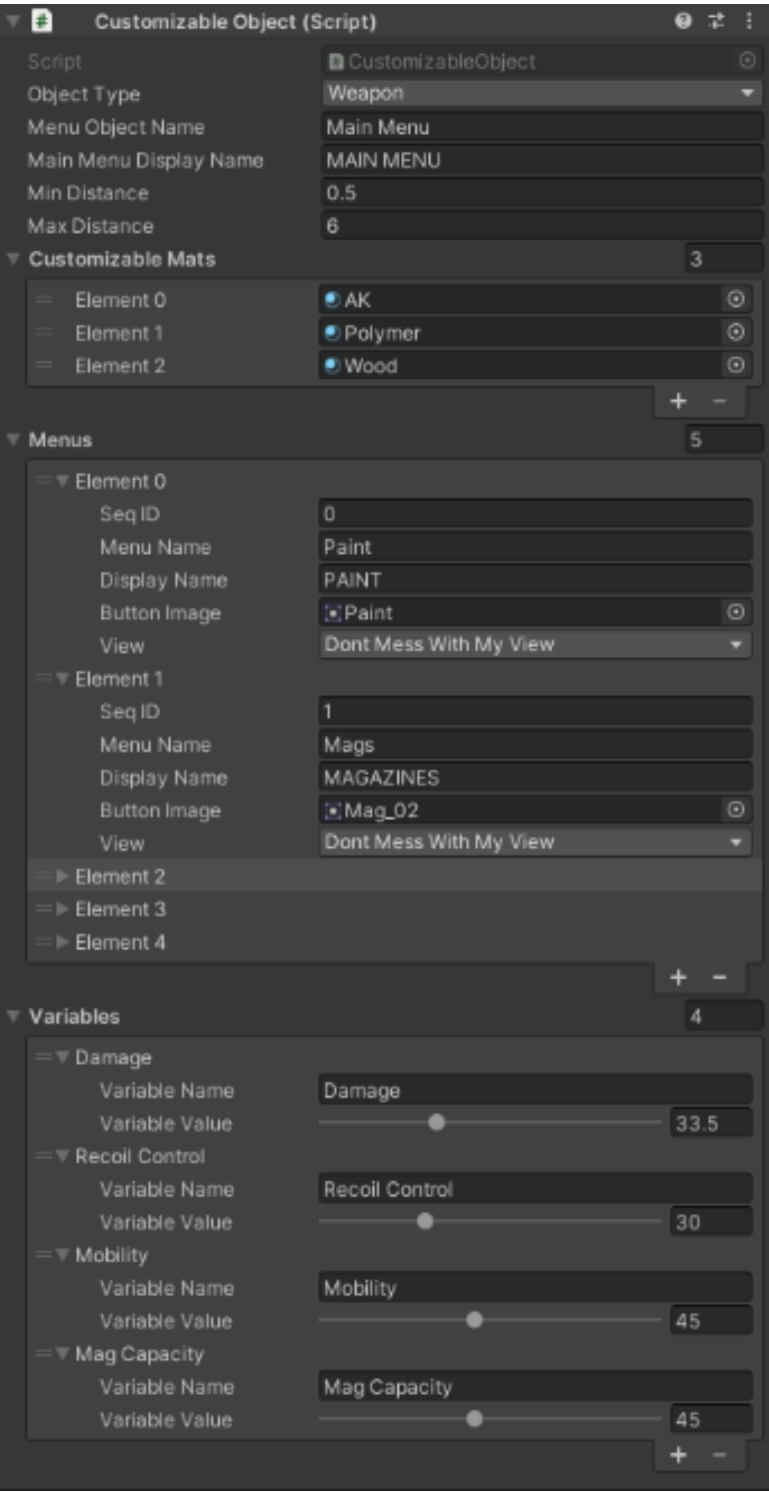 Customizable Object (Script)
Script CustomizableObject
Object Type Weapon
Menu Object Name Main Menu
Main Menu Display Name MAIN MENU
Min Distance 0.5
Max Distance 6
Customizable Mats 3
Element 0 AK
Element 1 Polymer
Element 2 Wood
Menus 5
Element 0
Seq ID 0
Menu Name Paint
Display Name PAINT
Button Image Paint
View Dont Mess With My View
Element 1
Seq ID 1
Menu Name Mags
Display Name MAGAZINES
Button Image Mag_02
View Dont Mess With My View
Element 2
Element 3
Element 4
Variables 4
Damage
Variable Name Damage
Variable Value 33.5
Recoil Control
Variable Name Recoil Control
Variable Value 30
Mobility
Variable Name Mobility
Variable Value 45
Mag Capacity
Variable Name Mag Capacity
Variable Value 45